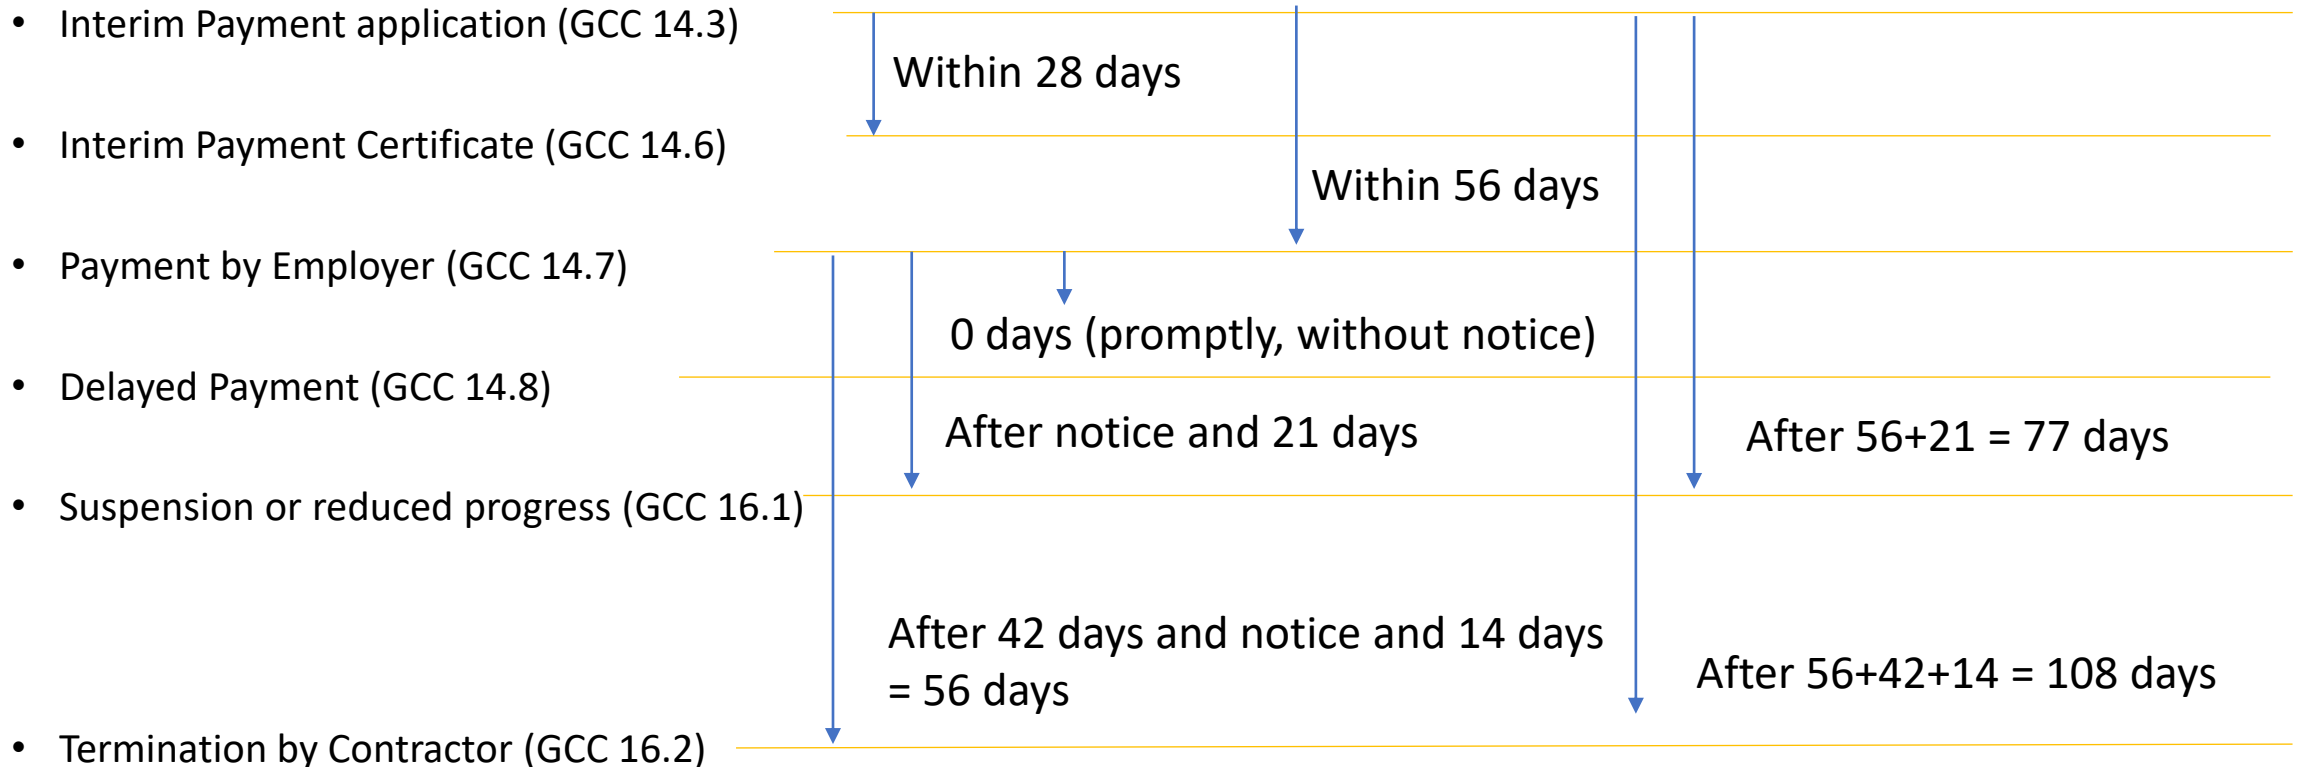 • Interim Payment application (GCC 14.3)
Within 28 days
• Interim Payment Certificate (GCC 14.6)
Within 56 days
• Payment by Employer (GCC 14.7)
0 days (promptly, without notice)
• Delayed Payment (GCC 14.8)
After notice and 21 days
After 56+21 = 77 days
• Suspension or reduced progress (GCC 16.1)
After 42 days and notice and 14 days
= 56 days
After 56+42+14 = 108 days
• Termination by Contractor (GCC 16.2)